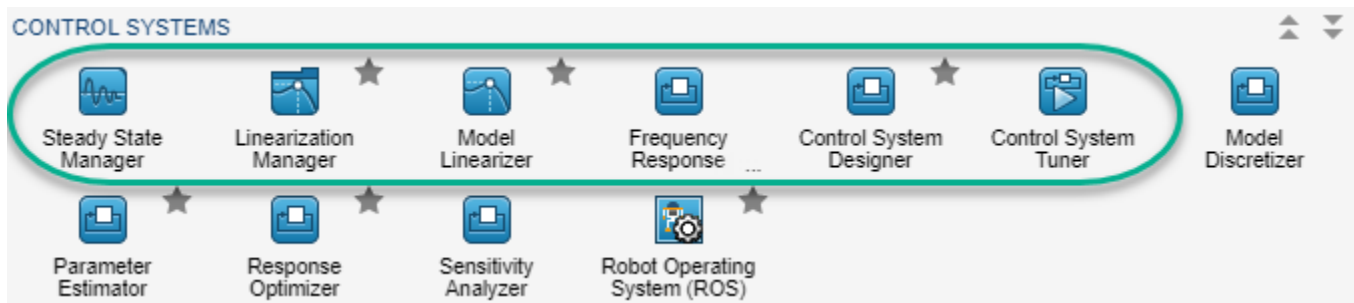 CONTROL SYSTEMS
Steady State
Manager
Linearization
Manager
Model
Linearizer
Frequency
Response ...
Control System
Designer
Control System
Tuner
Model
Discretizer
Parameter
Estimator
Response
Optimizer
Sensitivity
Analyzer
Robot Operating
System (ROS)